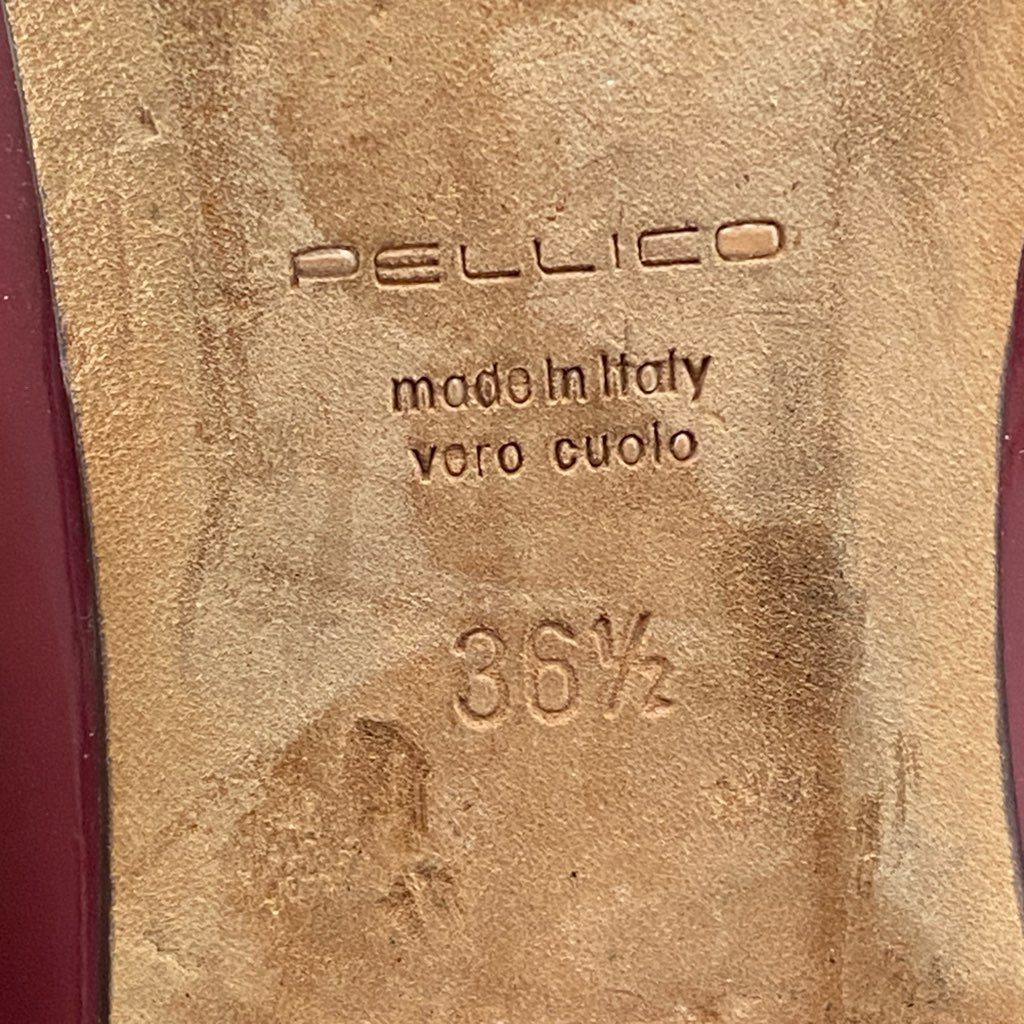 PELLICO
made in Italy
vero cuoio
36½